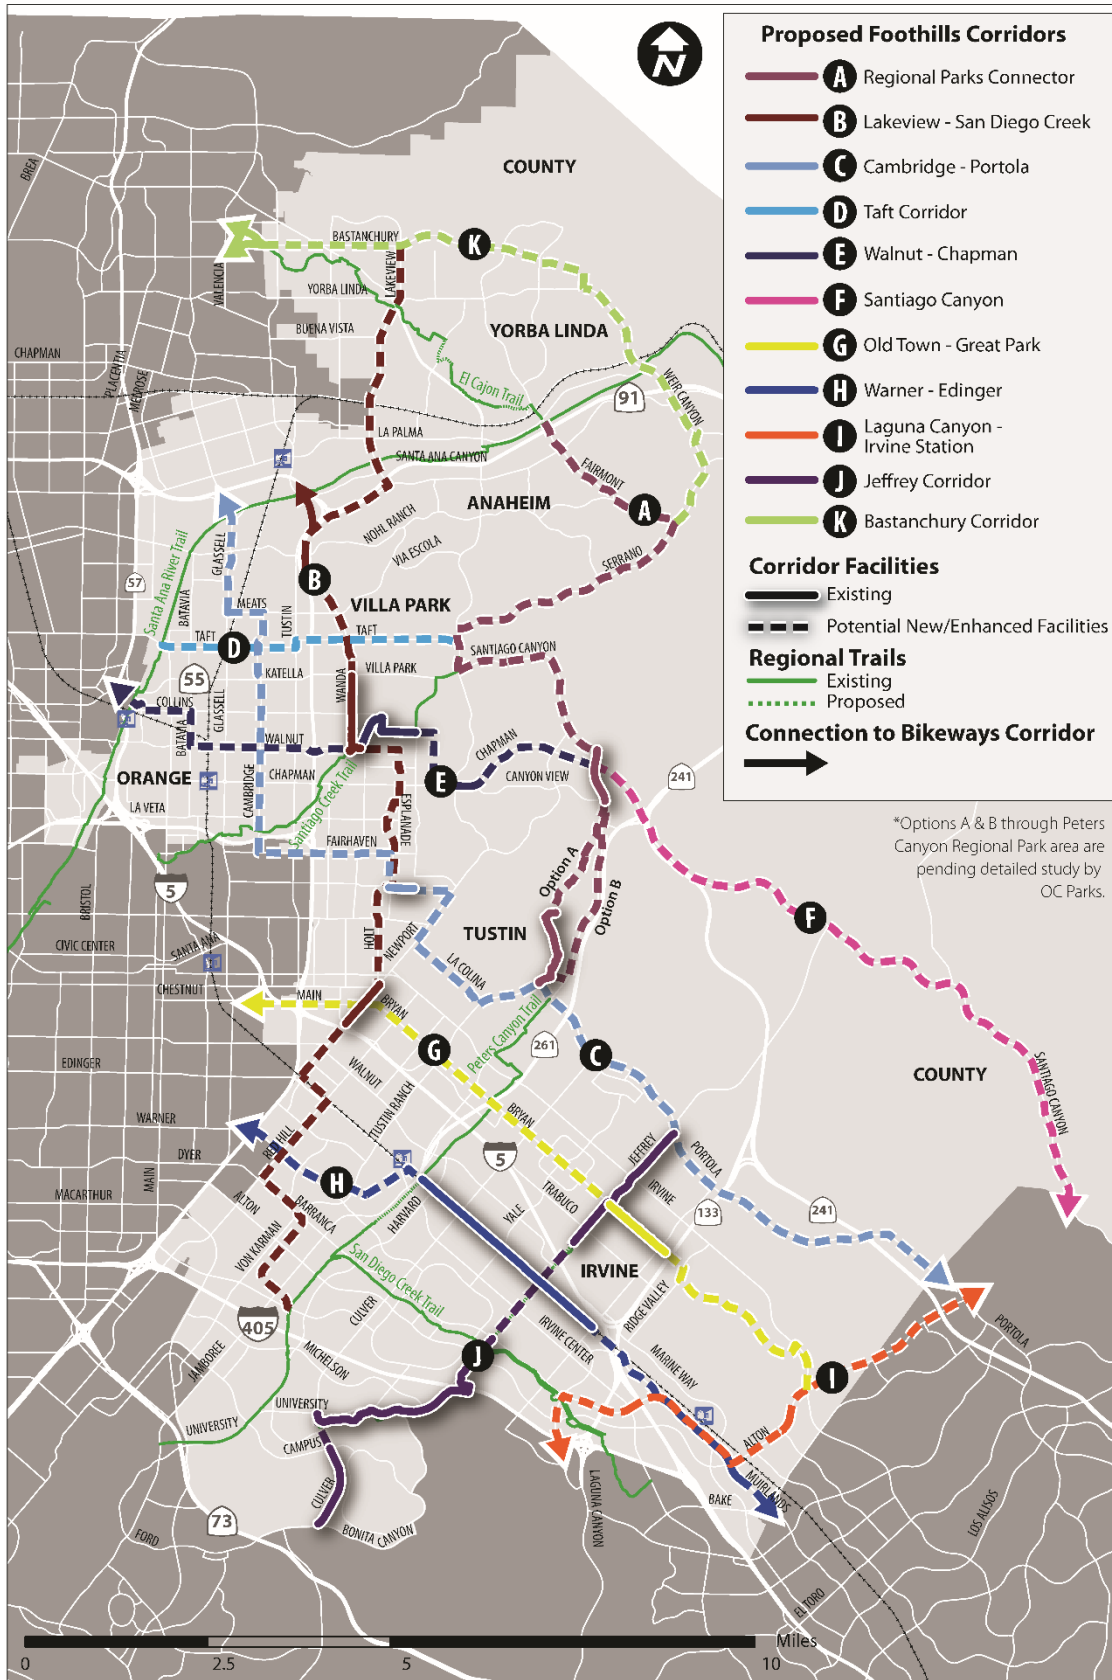 Proposed Foothills Corridors
A Regional Parks Connector
B Lakeview - San Diego Creek
C Cambridge - Portola
D Taft Corridor
E Walnut - Chapman
F Santiago Canyon
G Old Town - Great Park
H Warner - Edinger
I Laguna Canyon -
Irvine Station
J Jeffrey Corridor
K Bastanchury Corridor
Corridor Facilities
Existing
Potential New/Enhanced Facilities
Regional Trails
Existing
Proposed
Connection to Bikeways Corridor
*Options A & B through Peters
Canyon Regional Park area are
pending detailed study by
OC Parks.
N
COUNTY
BREA
BASTANCHURY
K
VALENCIA
LAKEVIEW
YORBA LINDA
BUENA VISTA
YORBA LINDA
CHAPMAN
PLACENTIA
MELROSE
El Cajon Trail
91
WEIR CANYON
LA PALMA
SANTA ANA CANYON
FAIRMONT
ANAHEIM
A
NOHL RANCH
VIA ESCOLA
SERRANO
GLASSELL
Santa Ana River Trail
57
BATAVIA
MEATS
TUSTIN
B
VILLA PARK
TAFT
D
TAFT
SANTIAGO CANYON
KATELLA
VILLA PARK
55
WANDA
COLLINS
GLASSELL
BATAVIA
WALNUT
CHAPMAN
CHAPMAN
CANYON VIEW
E
ORANGE
LA VETA
CAMBRIDGE
Santiago Creek Trail
ESPLANADE
FAIRHAVEN
241
5
BRISTOL
Option A
Option B
F
CIVIC CENTER
SANTA ANA
HOLT
NEWPORT
TUSTIN
LA COLINA
CHESTNUT
MAIN
BRYAN
Peters Canyon Trail
261
C
G
EDINGER
WALNUT
TUSTIN RANCH
BRYAN
COUNTY
SANTIAGO CANYON
WARNER
DYER
RED HILL
MAIN
MACARTHUR
H
5
JEFFREY
PORTOLA
IRVINE
ALTON
BARRANCA
HARVARD
YALE
TRABUCO
133
241
VON KARMAN
San Diego Creek Trail
IRVINE
RIDGE VALLEY
CULVER
405
IRVINE CENTER
MICHELSON
JAMBOREE
J
MARINE WAY
PORTOLA
I
UNIVERSITY
UNIVERSITY
CAMPUS
ALTON
CULVER
MUIRLANDS
BAKE
LAGUNA CANYON
LOS ALISOS
73
FORD
BONITA CANYON
EL TORO
Miles
0 2.5 5 10